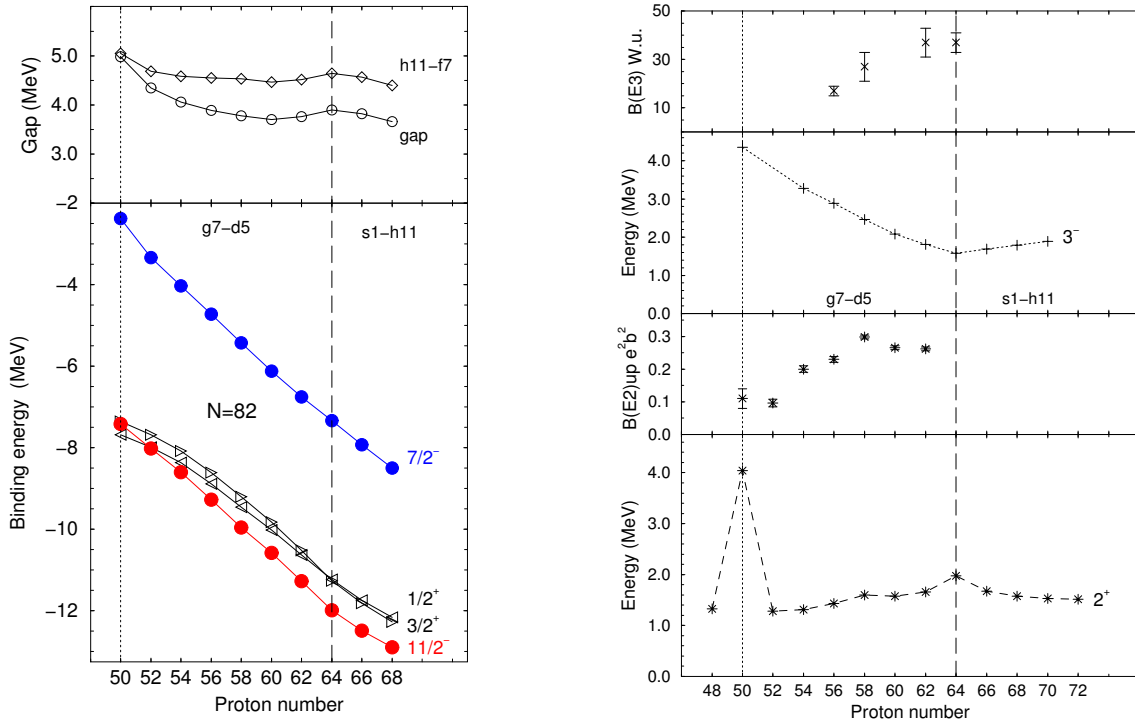 5.0
4.0
3.0
Gap (MeV)
h11−f7
gap
−2
−4
−6
−8
−10
−12
Binding energy (MeV)
g7−d5
s1−h11
N=82
7/2⁻
1/2⁺
3/2⁺
11/2⁻
50 52 54 56 58 60 62 64 66 68
Proton number
50
30
10
B(E3) W.u.
4.0
3.0
2.0
1.0
0.0
Energy (MeV)
3⁻
g7−d5
s1−h11
0.3
0.2
0.1
0.0
B(E2)up e²b²
4.0
2.0
1.0
0.0
Energy (MeV)
2⁺
48 50 52 54 56 58 60 62 64 66 68 70 72
Proton number